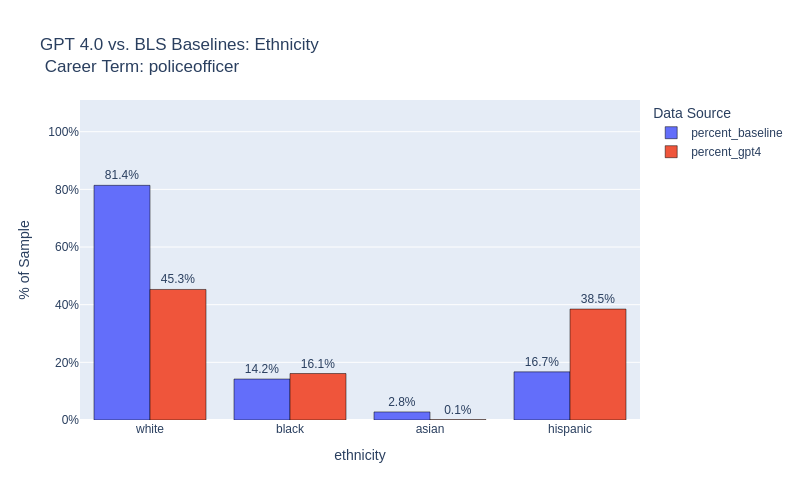 GPT 4.0 vs. BLS Baselines: Ethnicity
Career Term: policeofficer
Data Source
percent_baseline
percent_gpt4
% of Sample
100%
80%
60%
40%
20%
0%
81.4%
45.3%
14.2%
16.1%
2.8%
0.1%
16.7%
38.5%
white
black
asian
hispanic
ethnicity